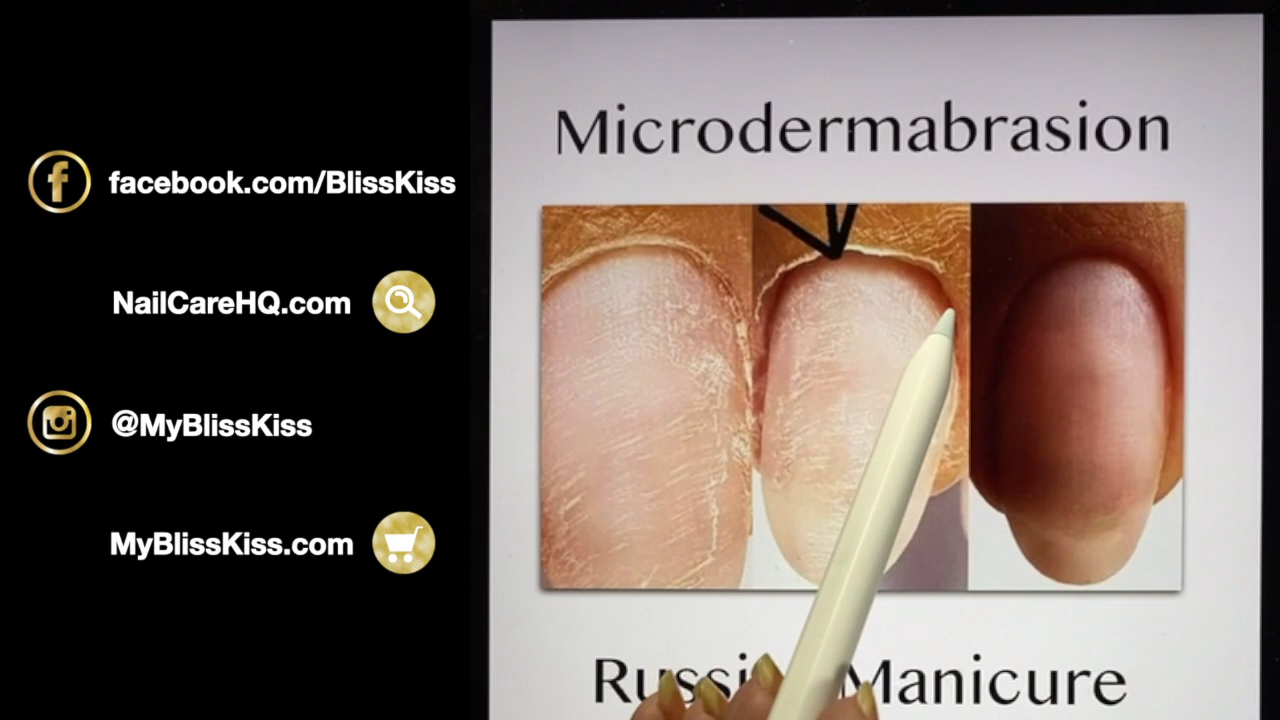 facebook.com/BlissKiss
NailCareHQ.com
@MyBlissKiss
MyBlissKiss.com
Microdermabrasion
Manicure